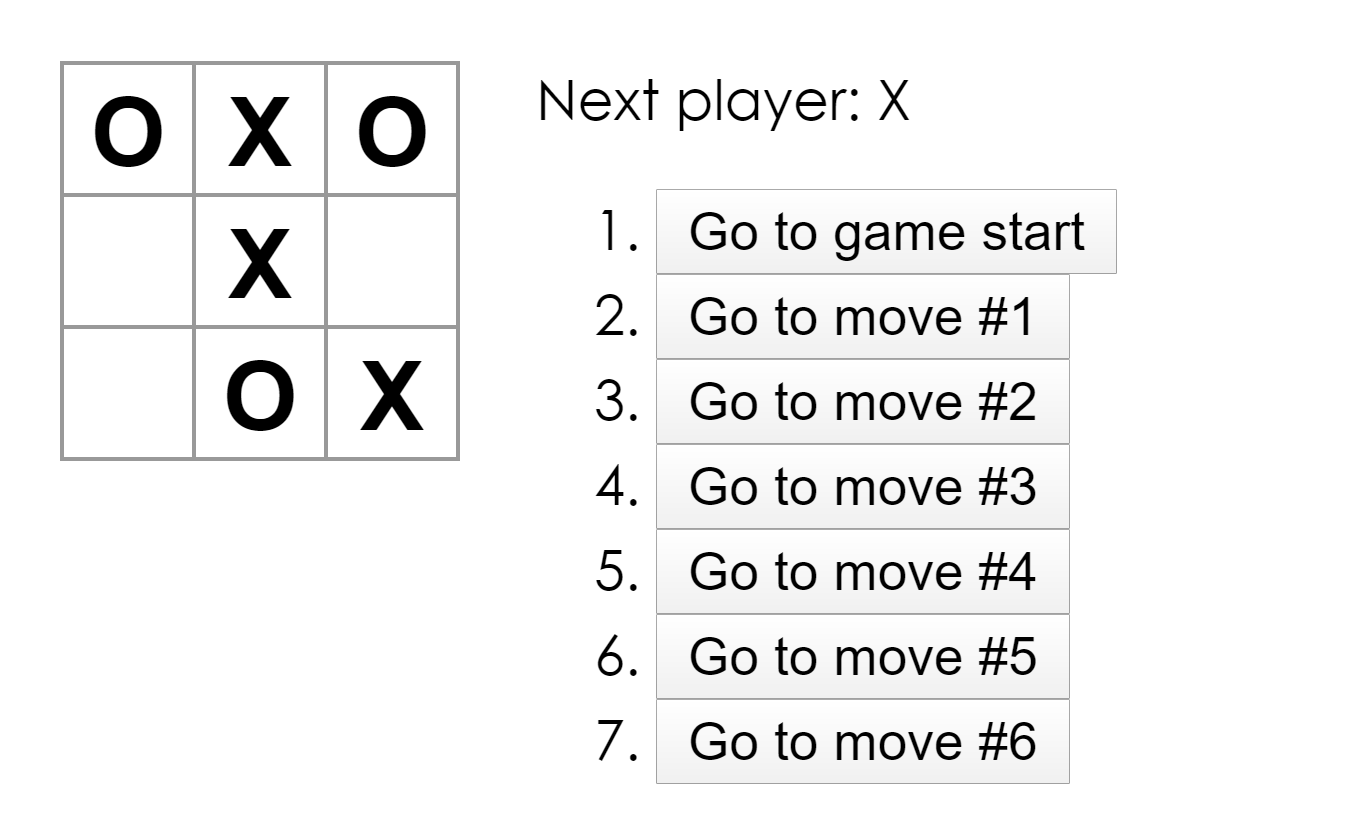 O X O
X
O X
Next player: X
1. Go to game start
2. Go to move #1
3. Go to move #2
4. Go to move #3
5. Go to move #4
6. Go to move #5
7. Go to move #6